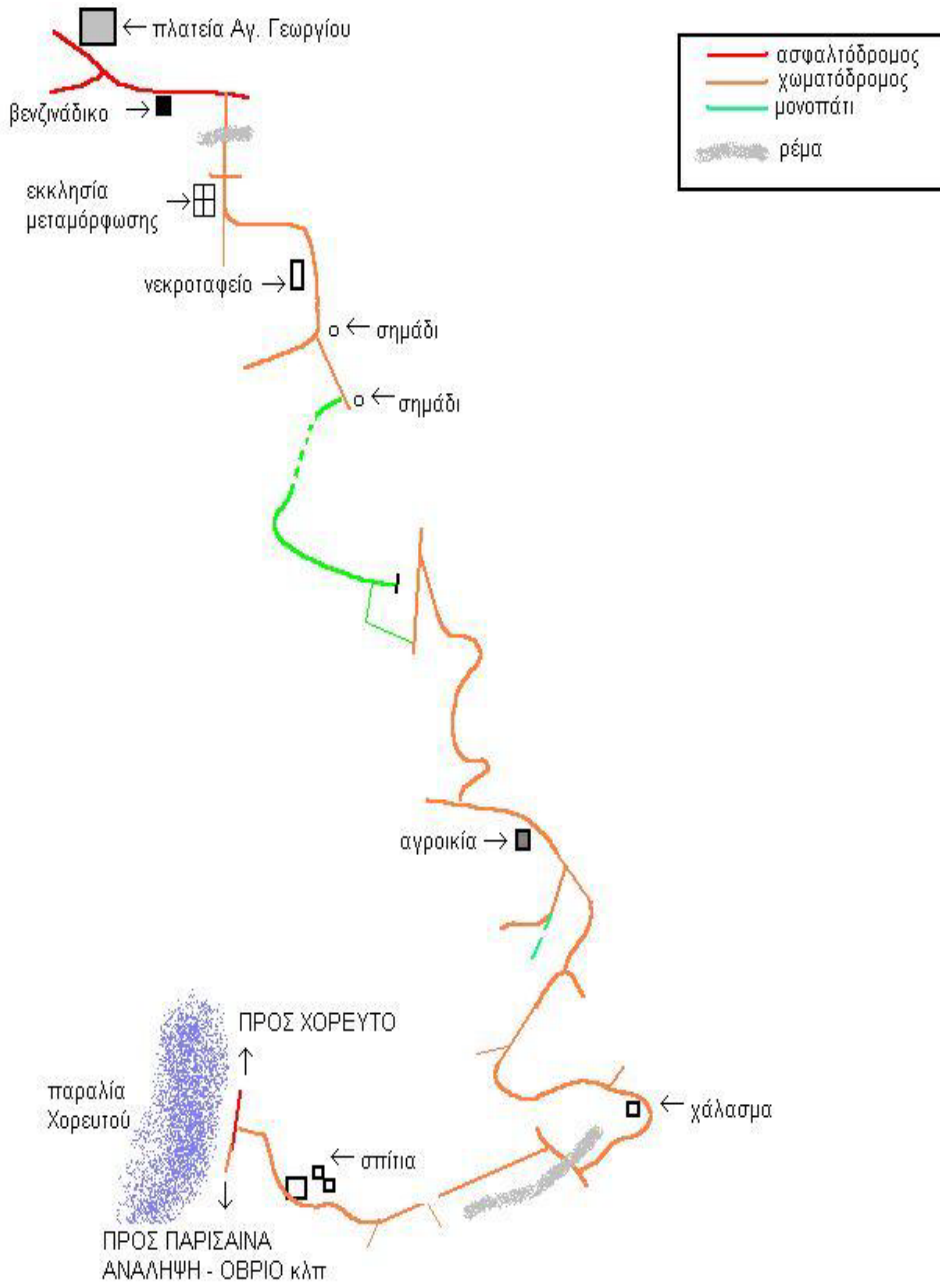 ← πλατεία Αγ. Γεωργίου
βενζινάδικο →
ασφαλτόδρομος
χωματόδρομος
μονοπάτι
ρέμα
εκκλησία
μεταμόρφωσης →
νεκροταφείο →
← σημάδι
← σημάδι
αγροικία →
ΠΡΟΣ ΧΟΡΕΥΤΟ
παραλία
Χορευτού
← χάλασμα
← σπίτια
ΠΡΟΣ ΠΑΡΙΣΑΙΝΑ
ΑΝΑΛΗΨΗ - ΟΒΡΙΟ κλπ